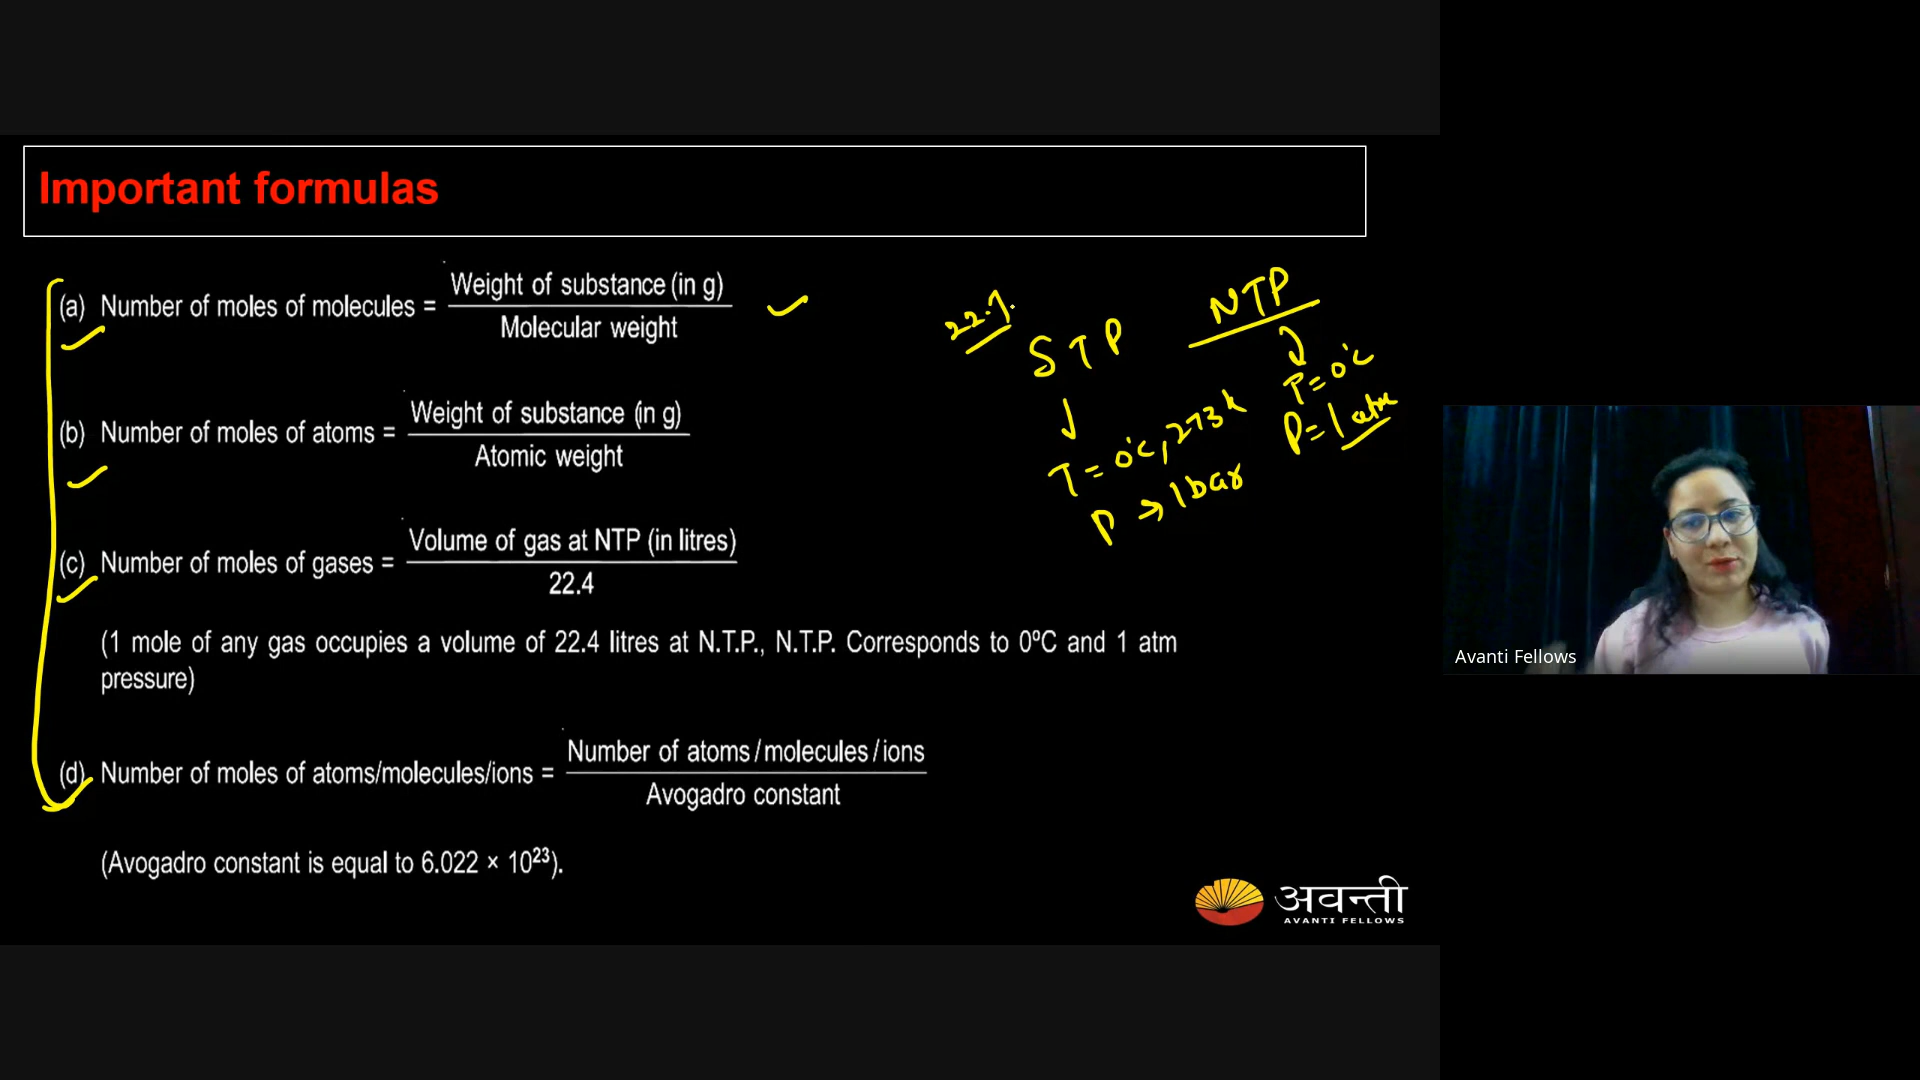 Important formulas
(a) Number of moles of molecules = Weight of substance (in g) / Molecular weight
(b) Number of moles of atoms = Weight of substance (in g) / Atomic weight
(c) Number of moles of gases = Volume of gas at NTP (in litres) / 22.4
(1 mole of any gas occupies a volume of 22.4 litres at N.T.P., N.T.P. Corresponds to 0ºC and 1 atm
pressure)
(d) Number of moles of atoms/molecules/ions = Number of atoms/molecules/ions / Avogadro constant
(Avogadro constant is equal to 6.022 × 10²³).
STP
T = 0°C, 273k
P → 1bar
NTP
T = 0°C
P = 1 atm
अवन्ती
AVANTI FELLOWS
Avanti Fellows